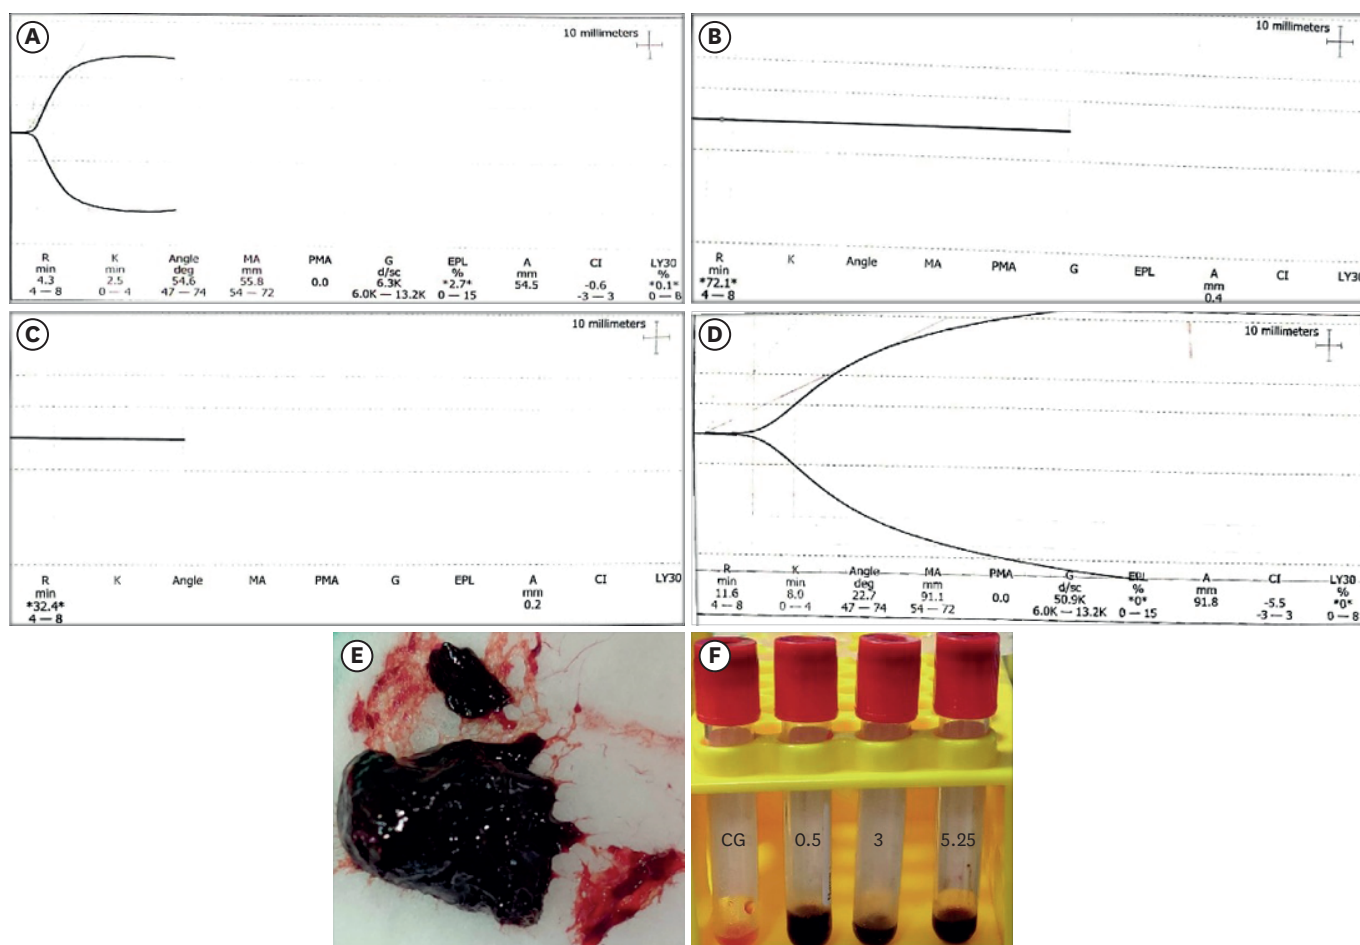 A
10 millimeters
R K Angle MA PMA G EPL A CI LY30
min min deg mm d/sc % mm %
4.3 2.5 54.6 55.8 0.0 6.3K *2.7* 54.5 -0.6 *0.1*
4 — 8 0 — 4 47 — 74 54 — 72 6.0K — 13.2K 0 — 15 -3 — 3 0 — 8
B
10 millimeters
R K Angle MA PMA G EPL A CI LY30
min mm
*72.1* 0.4
4 — 8
C
10 millimeters
R K Angle MA PMA G EPL A CI LY30
min mm
*32.4* 0.2
4 — 8
D
10 millimeters
R K Angle MA PMA G EPL A CI LY30
min min deg mm d/sc % mm %
11.6 8.0 22.7 91.1 0.0 50.9K *0* 91.8 -5.5 *0*
4 — 8 0 — 4 47 — 74 54 — 72 6.0K — 13.2K 0 — 15 -3 — 3 0 — 8
E
F
CG 0.5 3 5.25